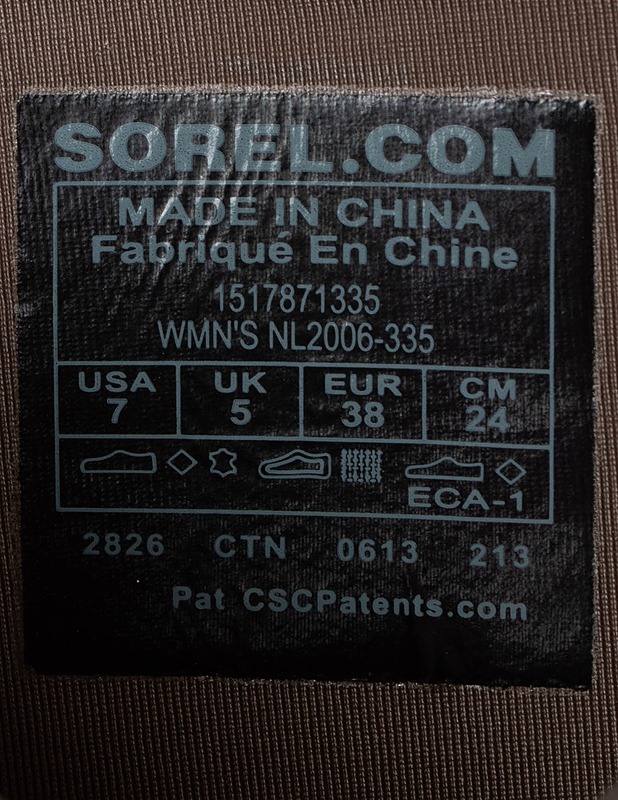 SOREL.COM
MADE IN CHINA
Fabriqué En Chine
1517871335
WMN'S NL2006-335
USA UK EUR CM
7 5 38 24
ECA-1
2826 CTN 0613 213
Pat CSCPatents.com